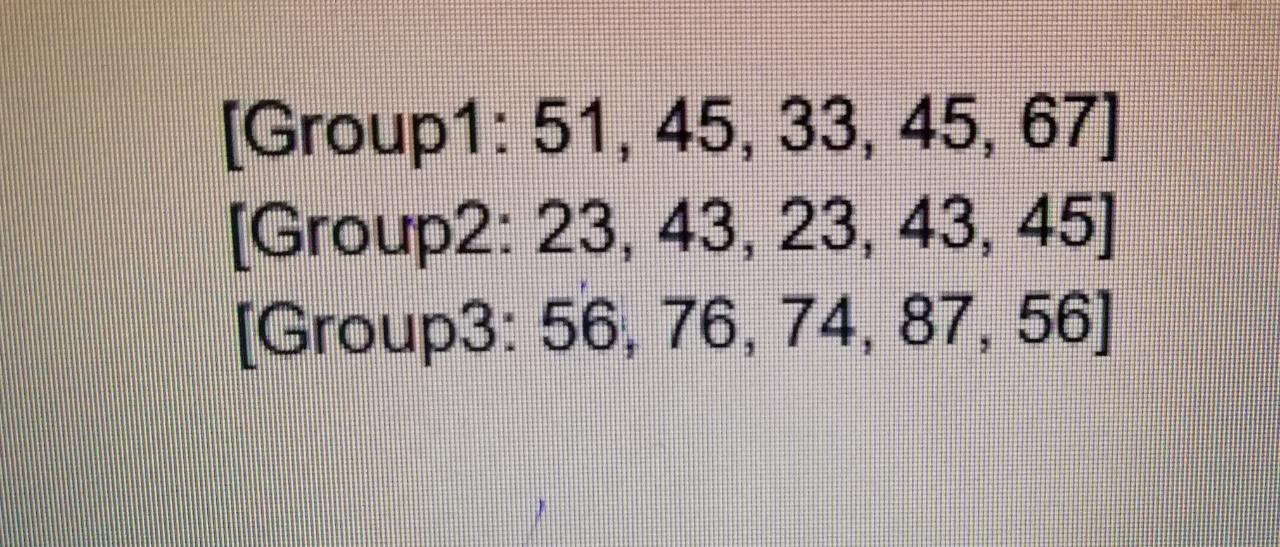 [Group1: 51, 45, 33, 45, 67]
[Group2: 23, 43, 23, 43, 45]
[Group3: 56, 76, 74, 87, 56]